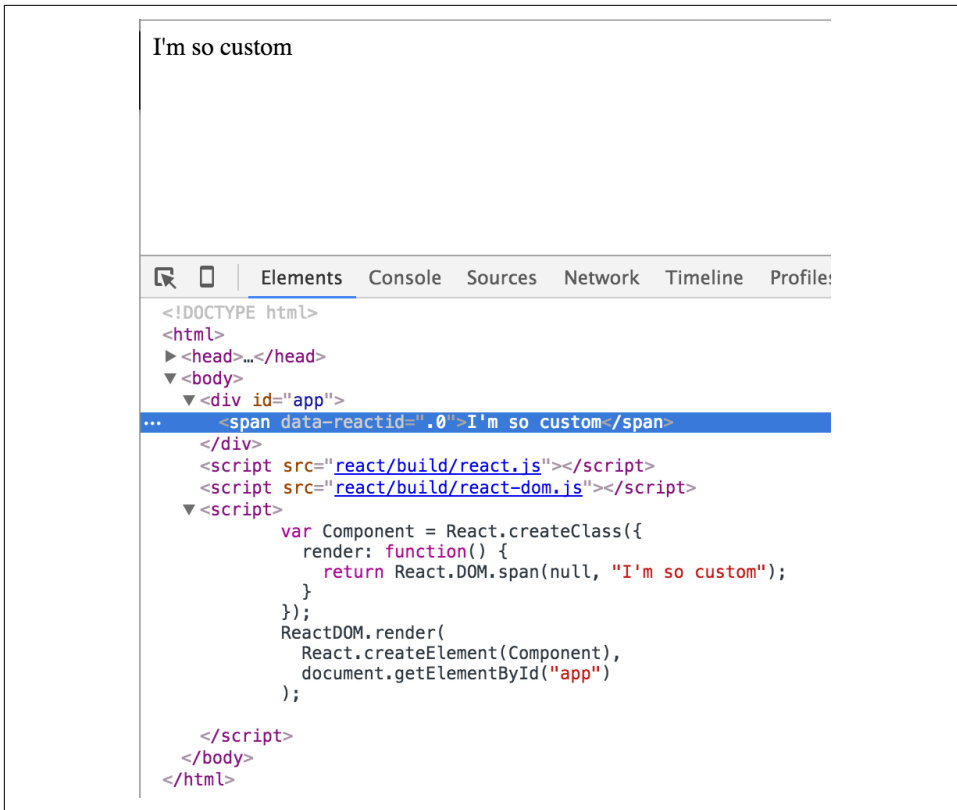 I'm so custom
Elements Console Sources Network Timeline Profiles
<!DOCTYPE html>
<html>
<head>…</head>
<body>
<div id="app">
... <span data-reactid=".0">I'm so custom</span>
</div>
<script src="react/build/react.js"></script>
<script src="react/build/react-dom.js"></script>
<script>
var Component = React.createClass({
render: function() {
return React.DOM.span(null, "I'm so custom");
}
});
ReactDOM.render(
React.createElement(Component),
document.getElementById("app")
);
</script>
</body>
</html>